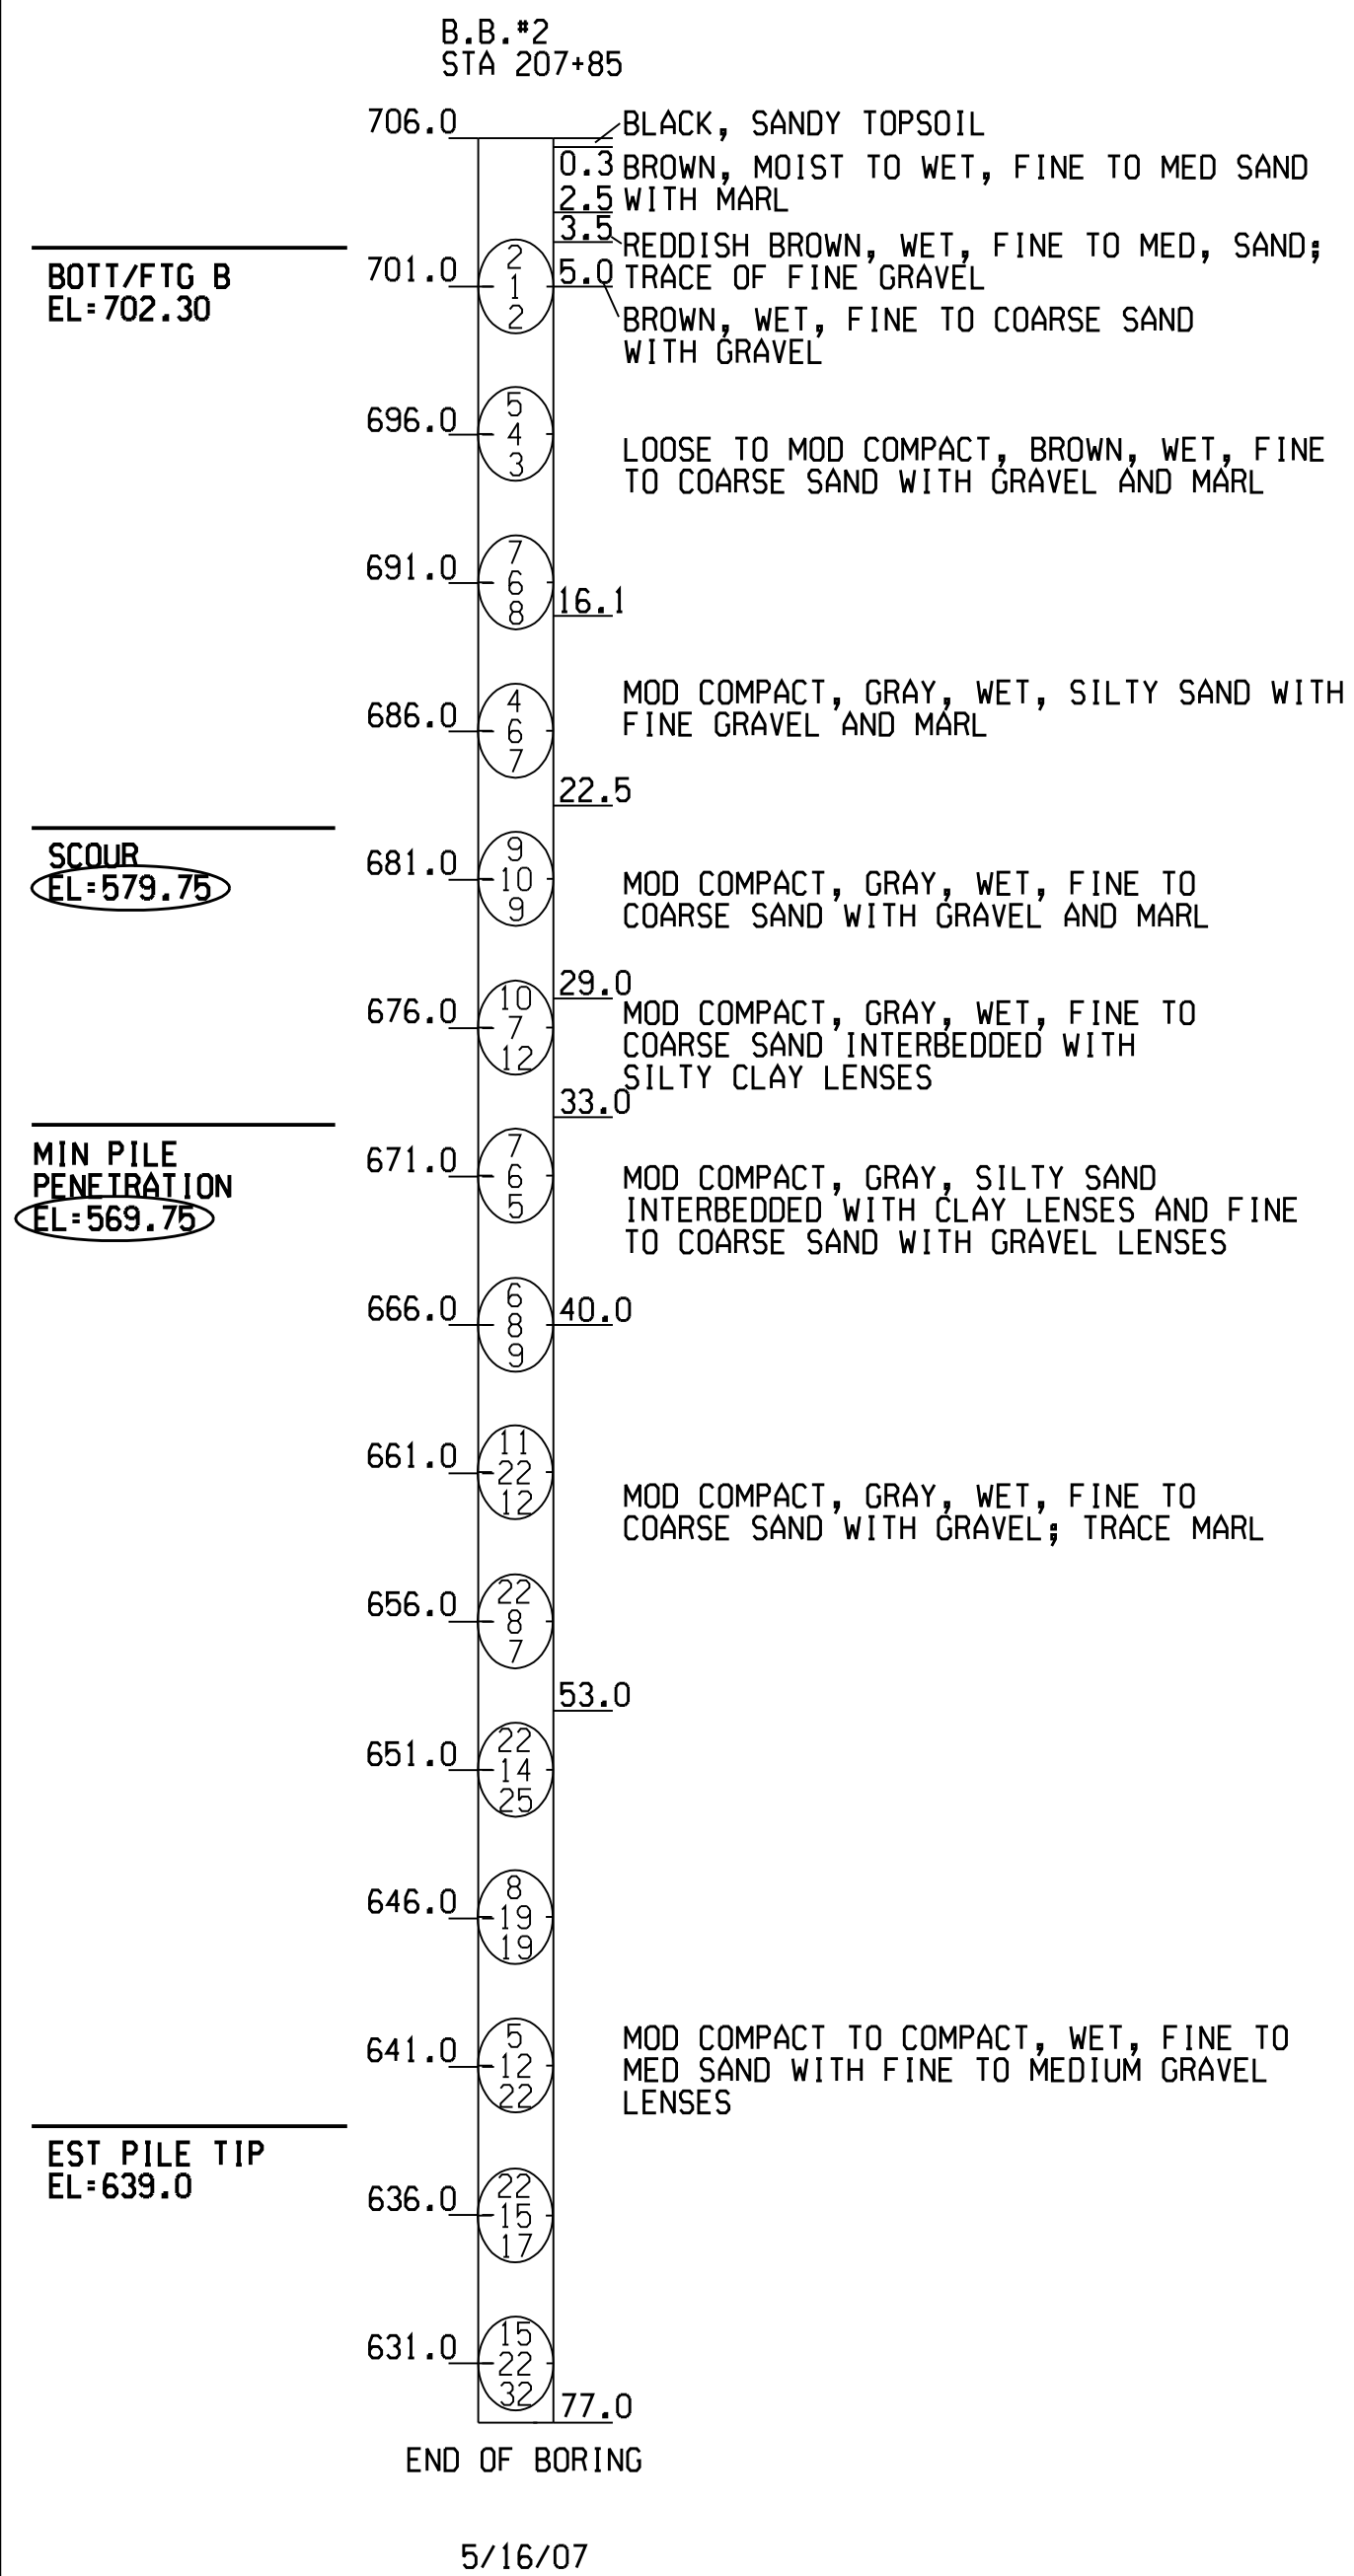 B.B.#2
STA 207+85
706.0
BLACK, SANDY TOPSOIL
0.3
BROWN, MOIST TO WET, FINE TO MED SAND
2.5
WITH MARL
3.5
REDDISH BROWN, WET, FINE TO MED, SAND;
BOTT/FTG B
EL=702.30
701.0
2
1
2
5.0
TRACE OF FINE GRAVEL
BROWN, WET, FINE TO COARSE SAND
WITH GRAVEL
696.0
5
4
3
LOOSE TO MOD COMPACT, BROWN, WET, FINE
TO COARSE SAND WITH GRAVEL AND MARL
691.0
7
6
8
16.1
686.0
4
6
7
MOD COMPACT, GRAY, WET, SILTY SAND WITH
FINE GRAVEL AND MARL
22.5
SCOUR
EL=579.75
681.0
9
10
9
MOD COMPACT, GRAY, WET, FINE TO
COARSE SAND WITH GRAVEL AND MARL
29.0
676.0
10
7
12
MOD COMPACT, GRAY, WET, FINE TO
COARSE SAND INTERBEDDED WITH
SILTY CLAY LENSES
33.0
MIN PILE
PENETRATION
EL=569.75
671.0
7
6
5
MOD COMPACT, GRAY, SILTY SAND
INTERBEDDED WITH CLAY LENSES AND FINE
TO COARSE SAND WITH GRAVEL LENSES
666.0
6
8
9
40.0
661.0
11
22
12
MOD COMPACT, GRAY, WET, FINE TO
COARSE SAND WITH GRAVEL; TRACE MARL
656.0
22
8
7
53.0
651.0
22
14
25
646.0
8
19
19
641.0
5
12
22
MOD COMPACT TO COMPACT, WET, FINE TO
MED SAND WITH FINE TO MEDIUM GRAVEL
LENSES
EST PILE TIP
EL=639.0
636.0
22
15
17
631.0
15
22
32
77.0
END OF BORING
5/16/07